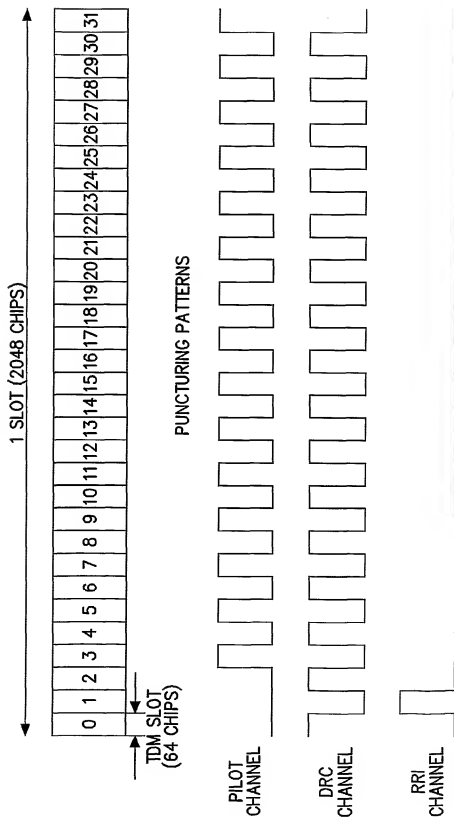 1 SLOT (2048 CHIPS)
0 1 2 3 4 5 6 7 8 9 10 11 12 13 14 15 16 17 18 19 20 21 22 23 24 25 26 27 28 29 30 31
TDM SLOT
(64 CHIPS)
PUNCTURING PATTERNS
PILOT
CHANNEL
DRC
CHANNEL
RRI
CHANNEL